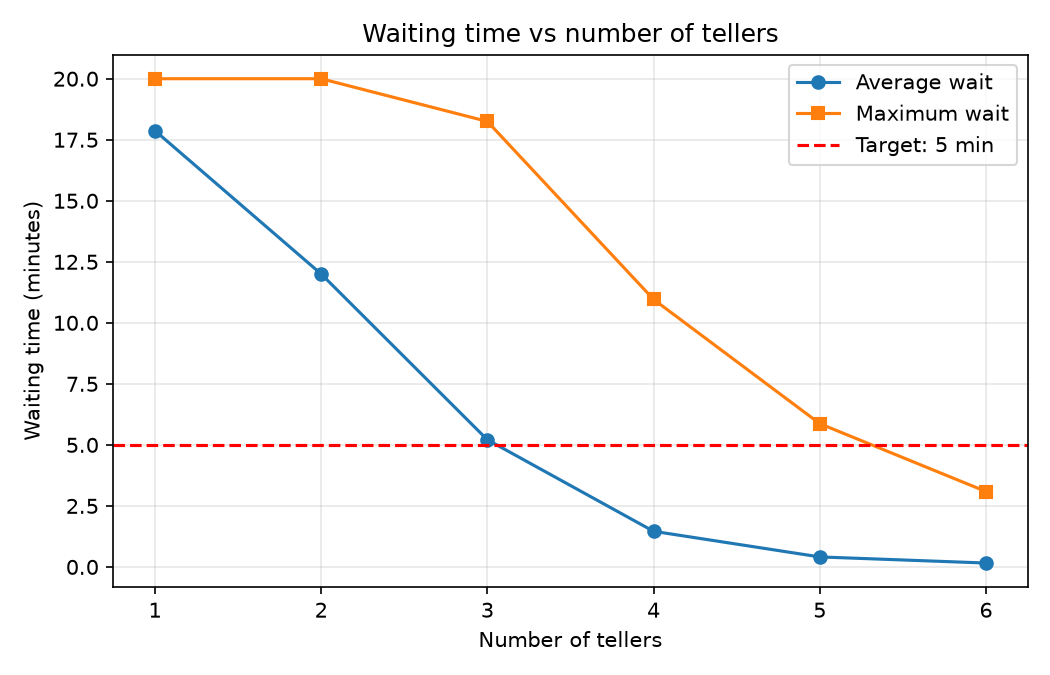 Waiting time vs number of tellers
Average wait
Maximum wait
Target: 5 min
Waiting time (minutes)
20.0
17.5
15.0
12.5
10.0
7.5
5.0
2.5
0.0
1 2 3 4 5 6
Number of tellers